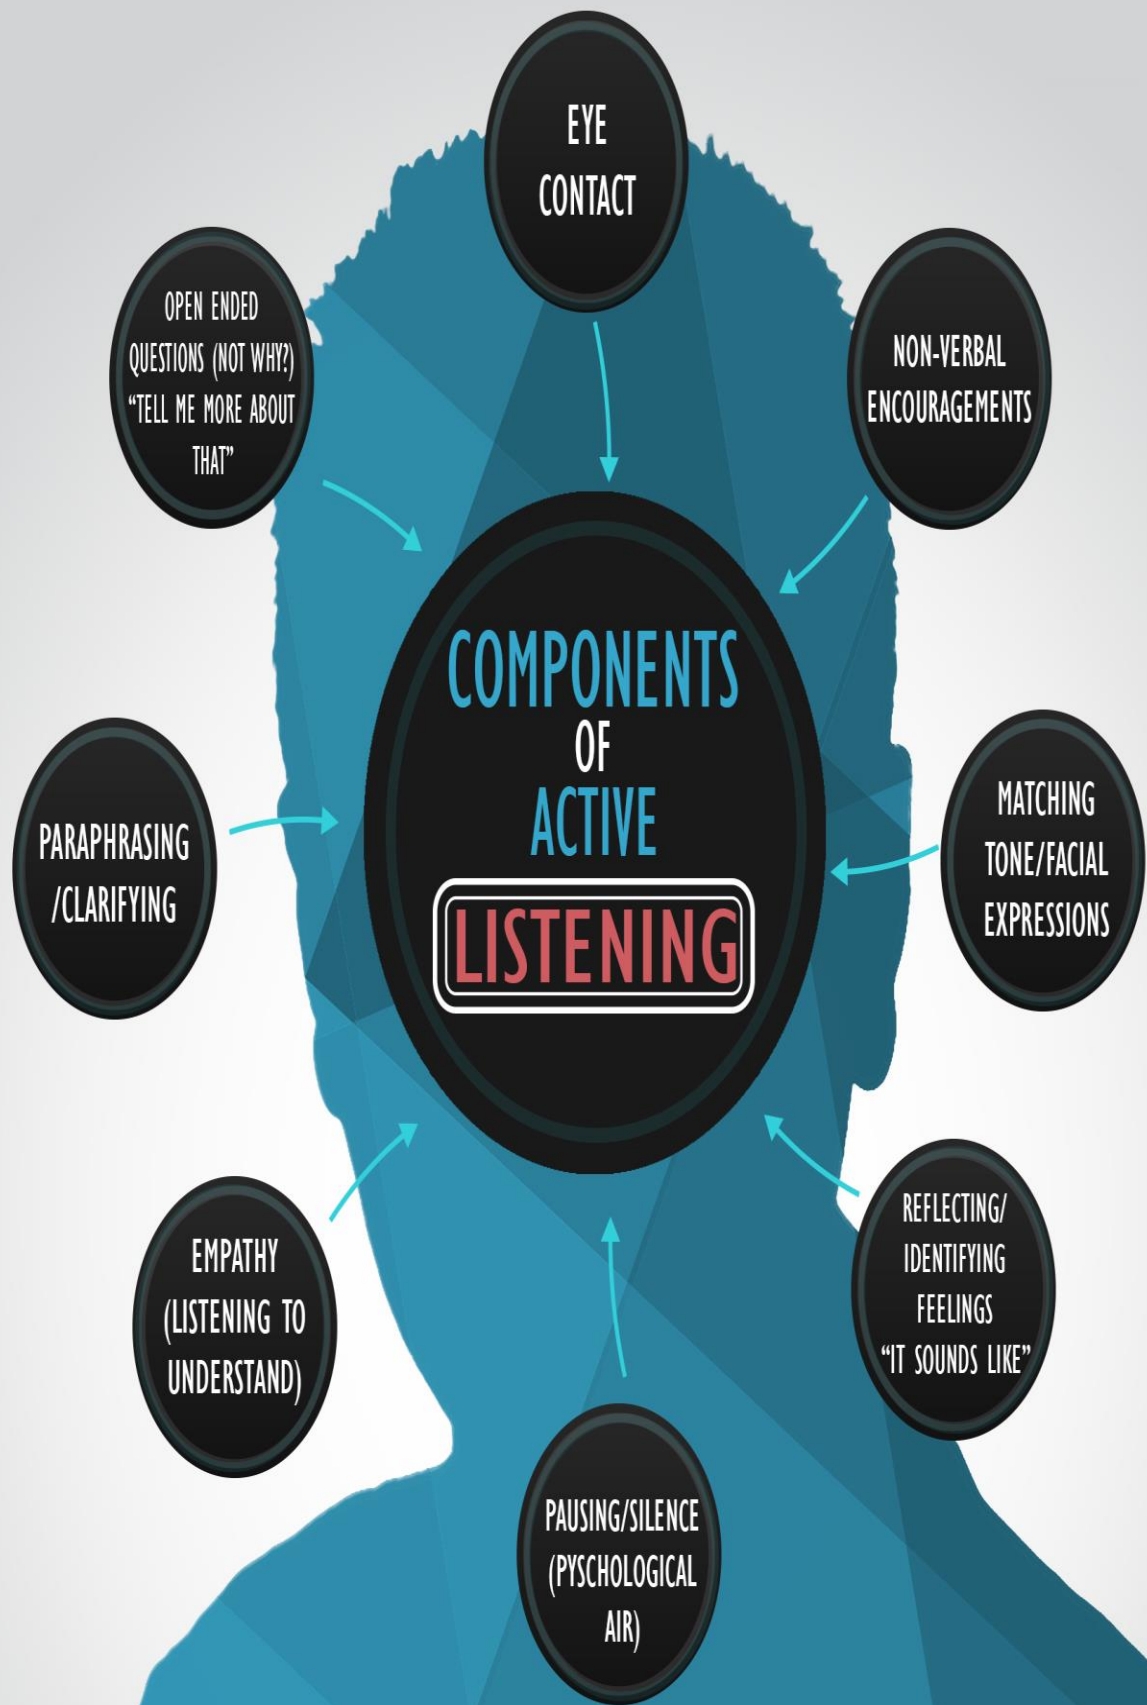 EYE
CONTACT
OPEN ENDED
QUESTIONS (NOT WHY?)
“TELL ME MORE ABOUT
THAT”
NON-VERBAL
ENCOURAGEMENTS
COMPONENTS
OF
ACTIVE
LISTENING
PARAPHRASING
/CLARIFYING
MATCHING
TONE/FACIAL
EXPRESSIONS
EMPATHY
(LISTENING TO
UNDERSTAND)
REFLECTING/
IDENTIFYING
FEELINGS
“IT SOUNDS LIKE”
PAUSING/SILENCE
(PYSCHOLOGICAL
AIR)